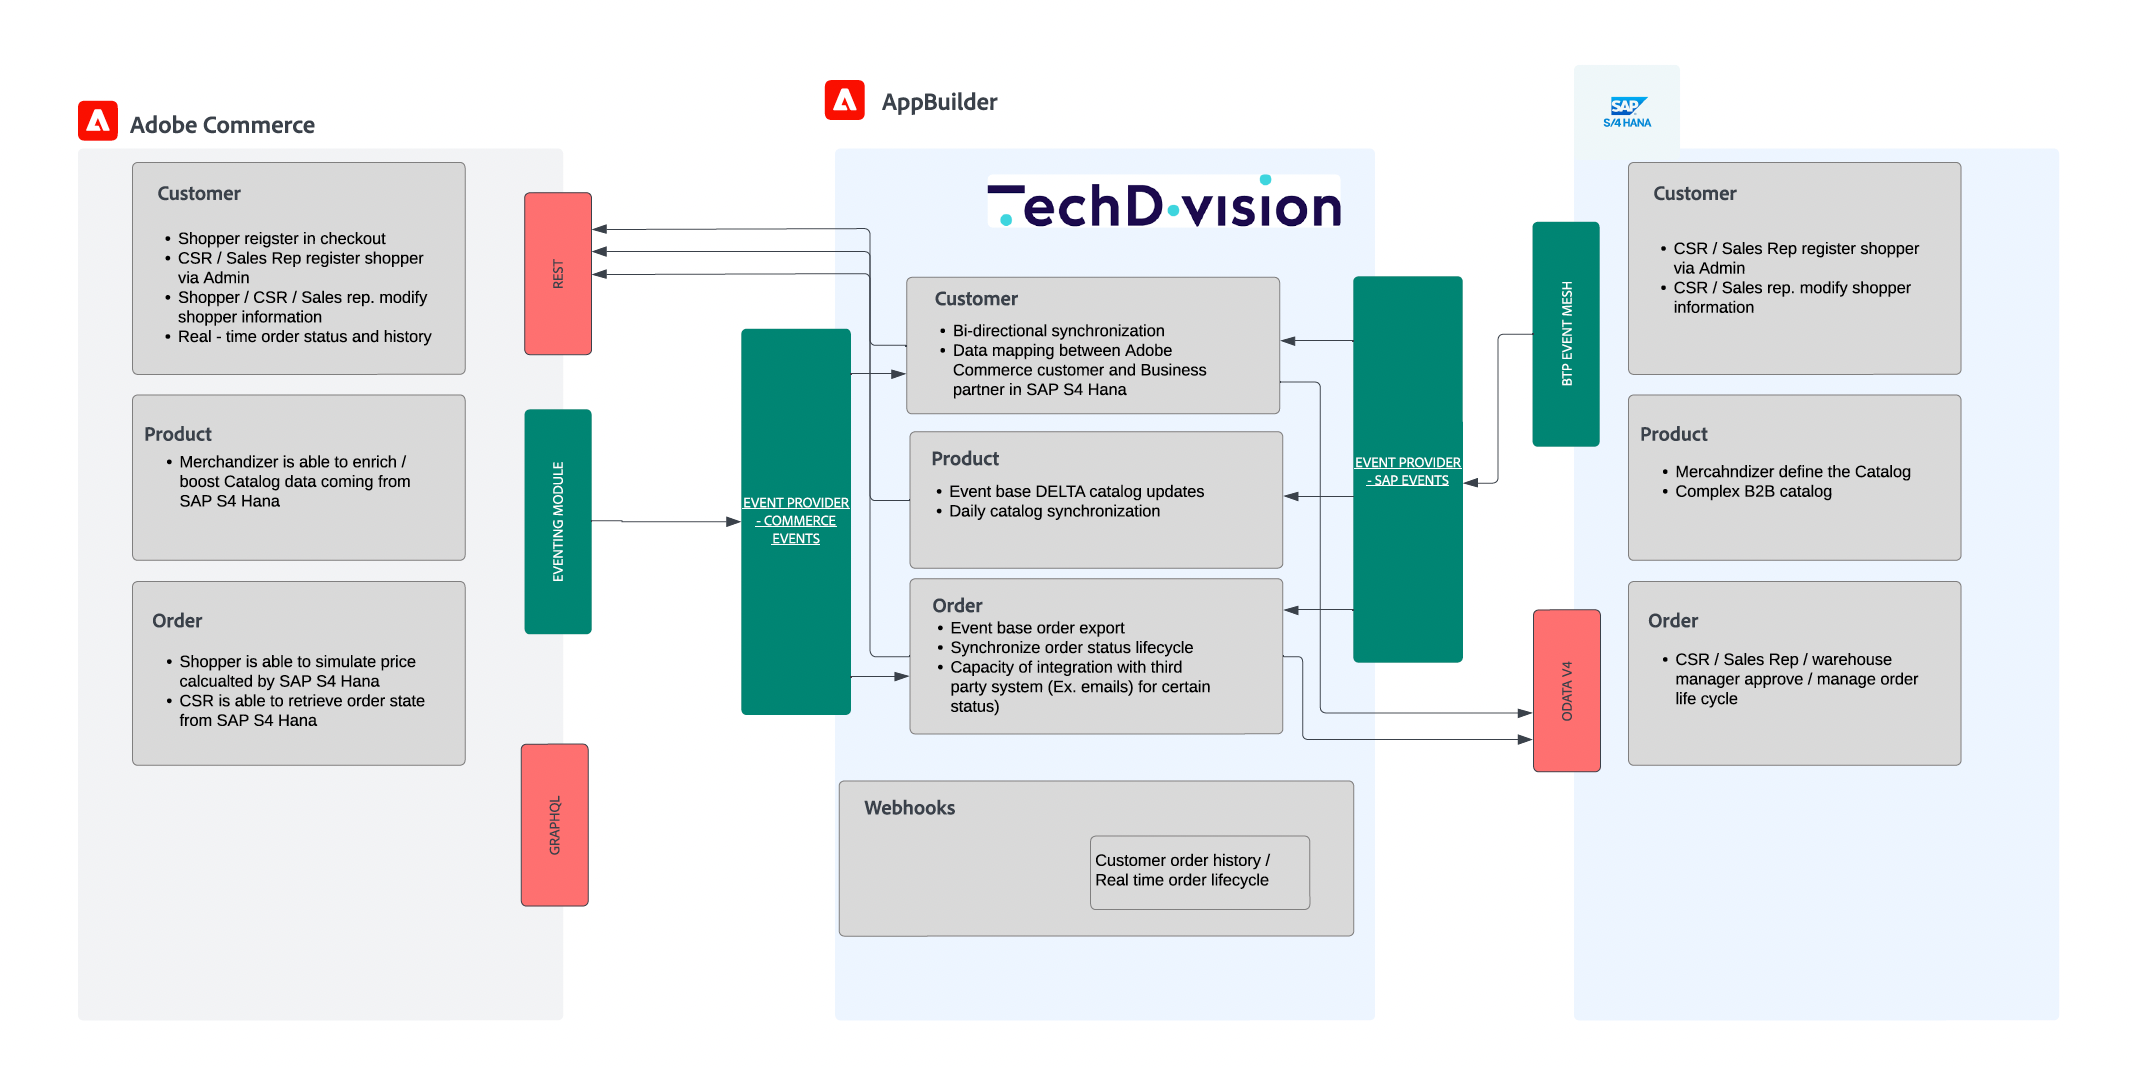 Adobe Commerce
Customer
• Shopper reigster in checkout
• CSR / Sales Rep register shopper
via Admin
• Shopper / CSR / Sales rep. modify
shopper information
• Real - time order status and history
Product
• Merchandizer is able to enrich /
boost Catalog data coming from
SAP S4 Hana
Order
• Shopper is able to simulate price
calcualted by SAP S4 Hana
• CSR is able to retrieve order state
from SAP S4 Hana
REST
EVENTING MODULE
GRAPHQL
EVENT PROVIDER
- COMMERCE
EVENTS
AppBuilder
TechDivision
Customer
• Bi-directional synchronization
• Data mapping between Adobe
Commerce customer and Business
partner in SAP S4 Hana
Product
• Event base DELTA catalog updates
• Daily catalog synchronization
Order
• Event base order export
• Synchronize order status lifecycle
• Capacity of integration with third
party system (Ex. emails) for certain
status)
Webhooks
Customer order history /
Real time order lifecycle
EVENT PROVIDER
- SAP EVENTS
BTP EVENT MESH
ODATA V4
SAP
S/4 HANA
Customer
• CSR / Sales Rep register shopper
via Admin
• CSR / Sales rep. modify shopper
information
Product
• Mercahndizer define the Catalog
• Complex B2B catalog
Order
• CSR / Sales Rep / warehouse
manager approve / manage order
life cycle